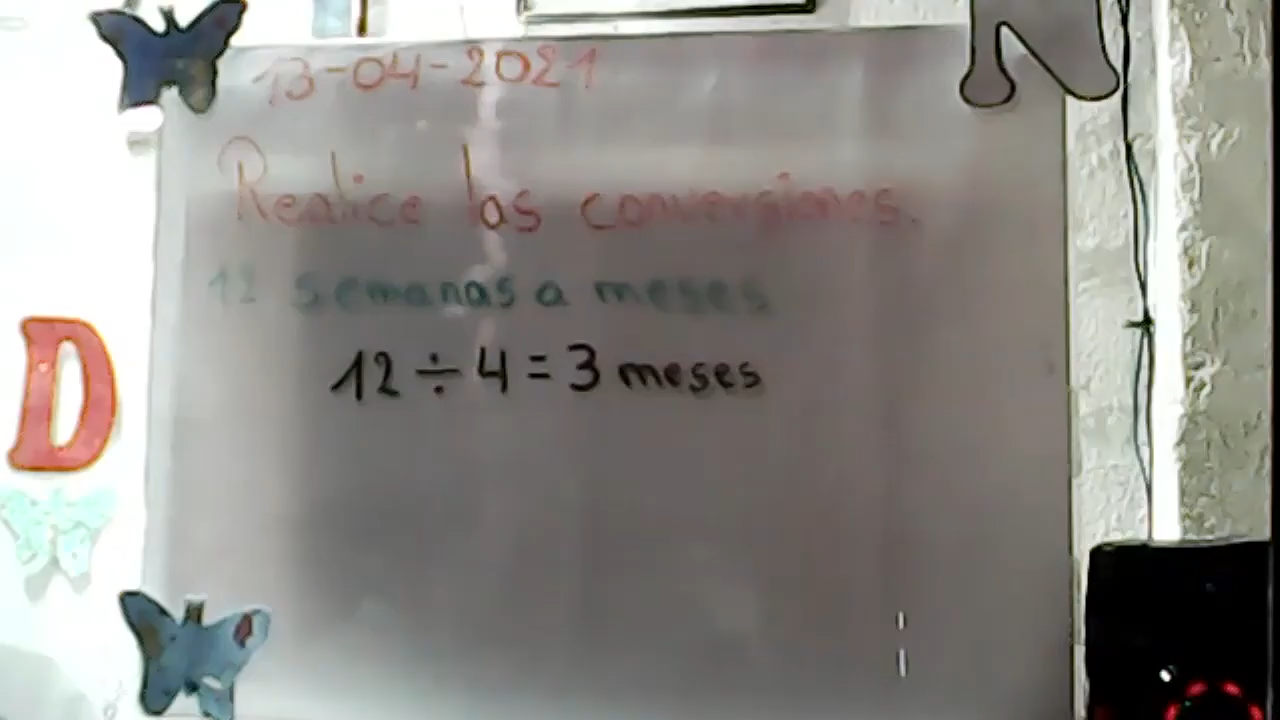 13-04-2021
Realice las conversiones.
12 semanas a meses
12 ÷ 4 = 3 meses
D